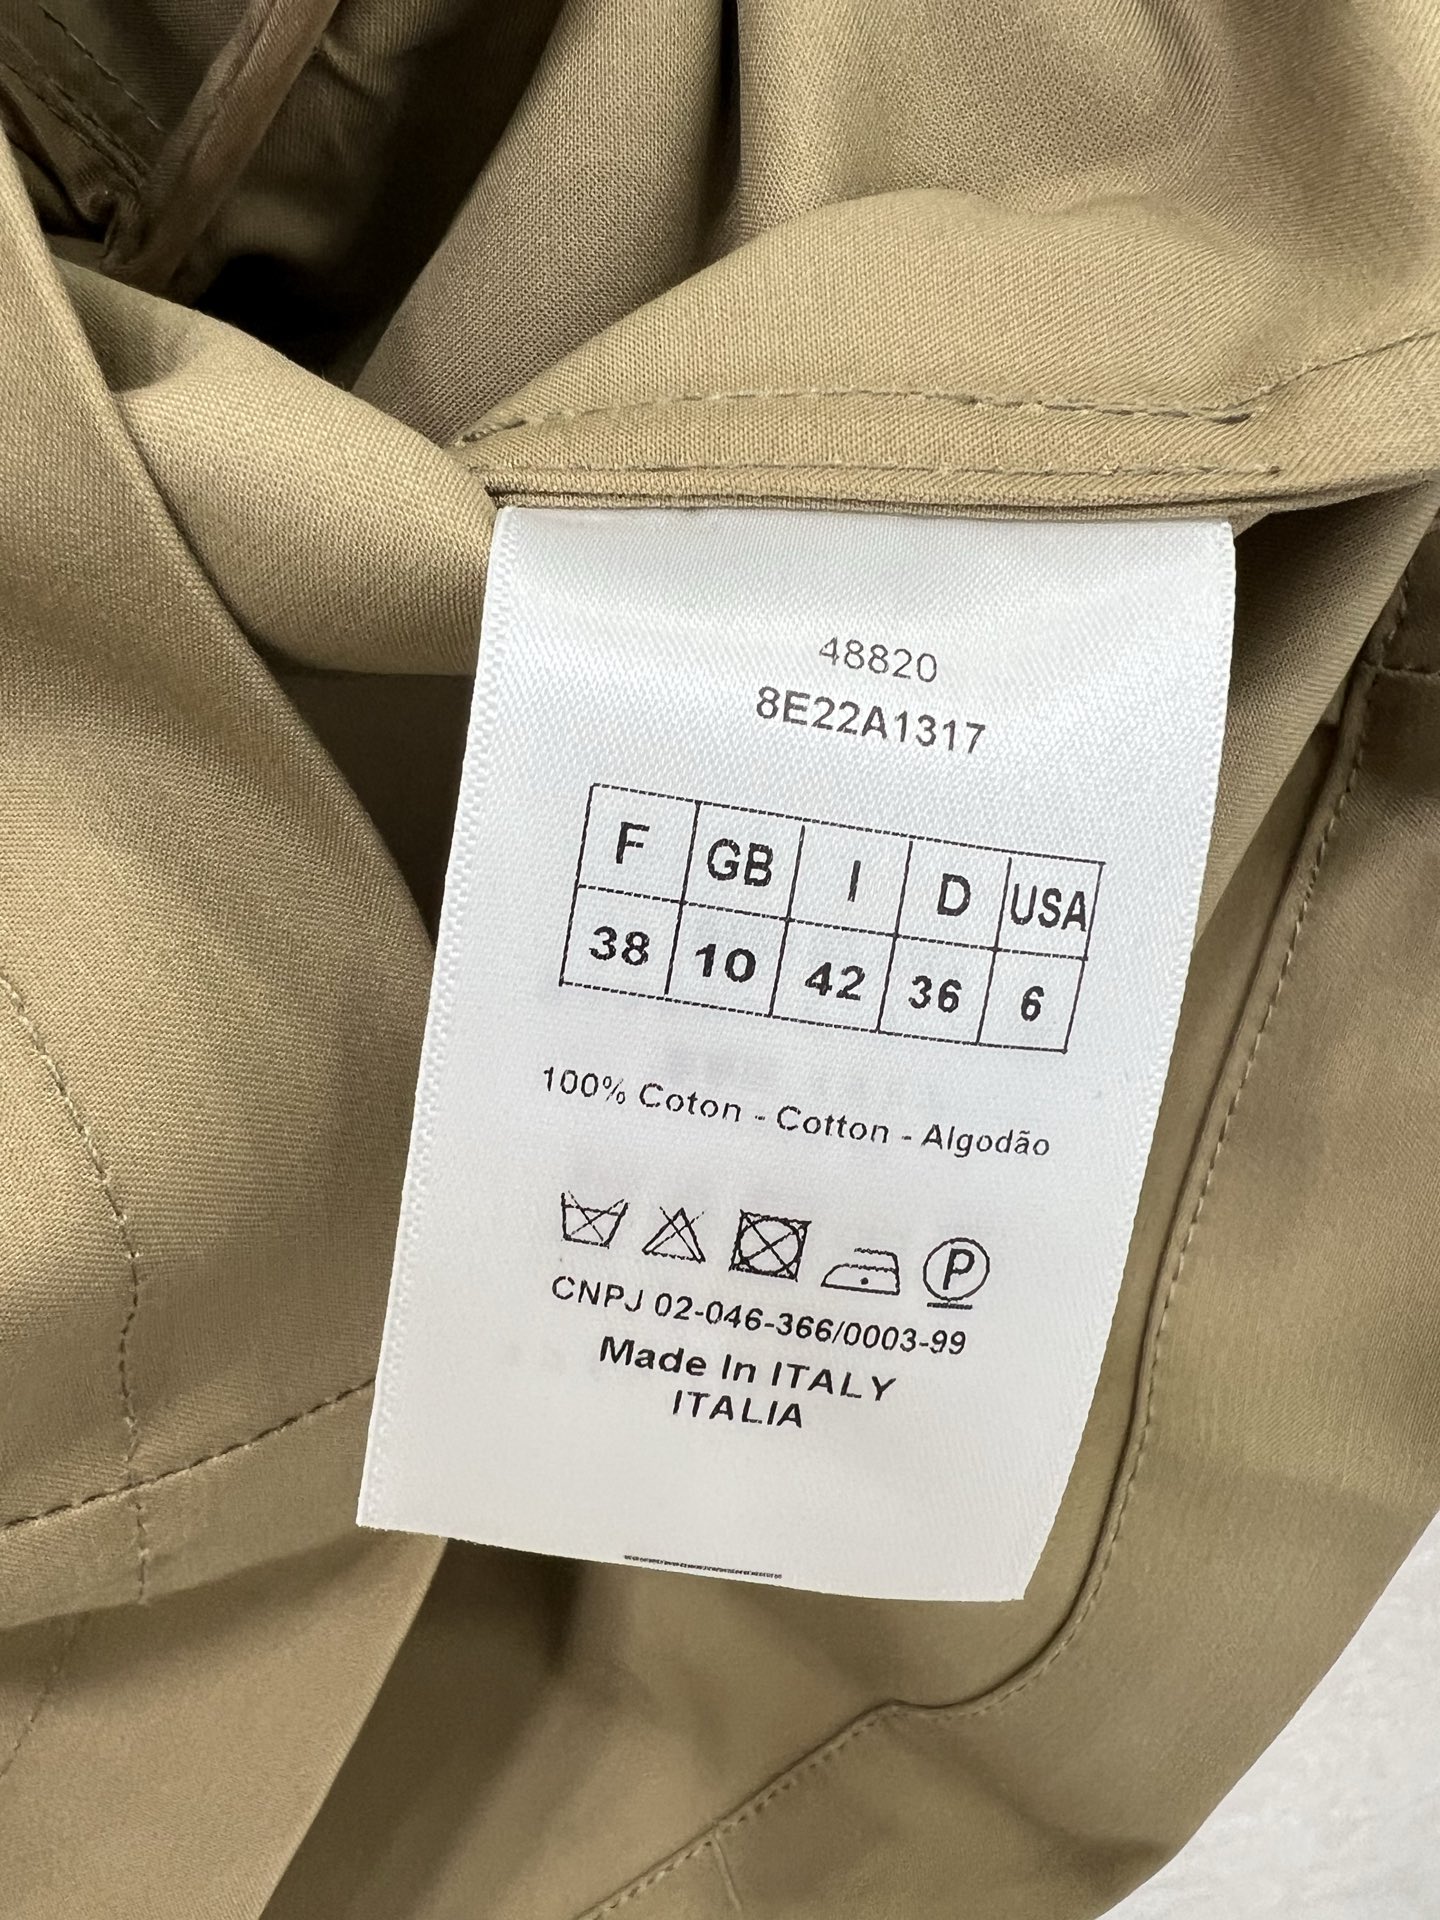 48820
8E22A1317
F GB I D USA
38 10 42 36 6
100% Coton - Cotton - Algodão
P
CNPJ 02-046-366/0003-99
Made In ITALY
ITALIA